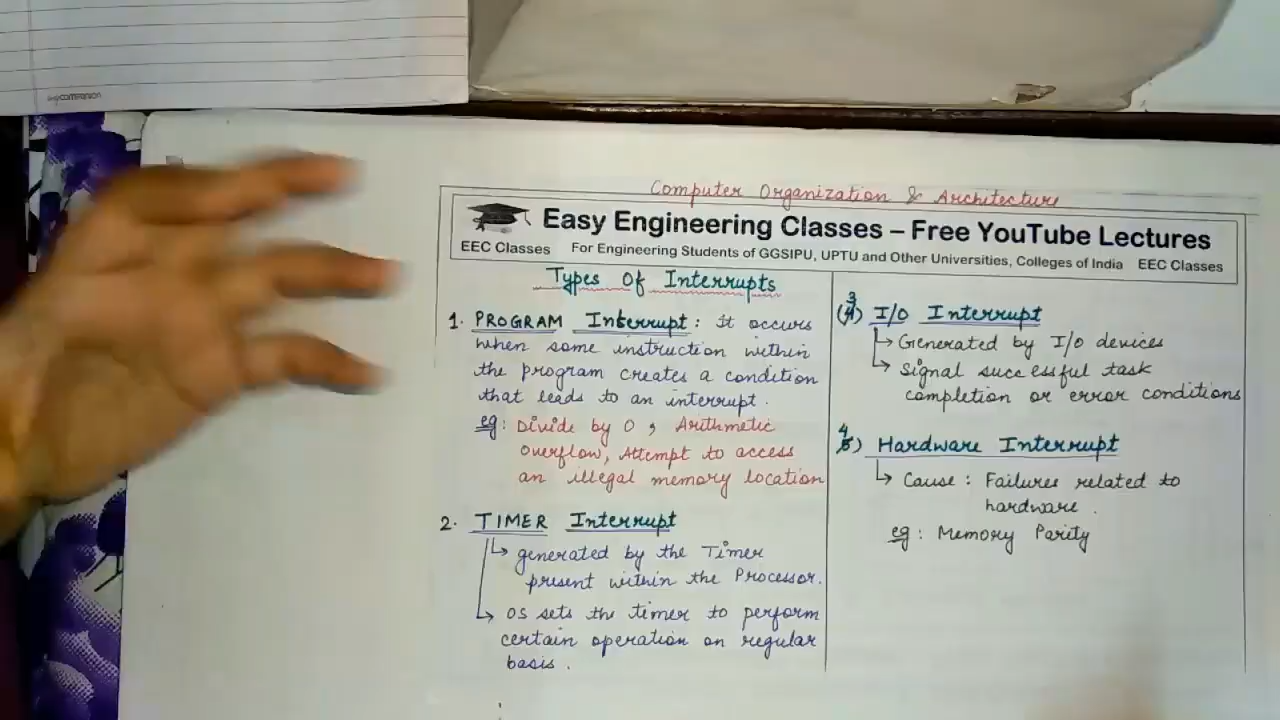 Computer Organization & Architecture
Easy Engineering Classes – Free YouTube Lectures
EEC Classes For Engineering Students of GGSIPU, UPTU and Other Universities, Colleges of India EEC Classes
Types Of Interrupts
1. PROGRAM Interrupt : it occurs
when some instruction within
the program creates a condition
that leads to an interrupt.
eg: Divide by 0, Arithmetic
Overflow, Attempt to access
an illegal memory location
2. TIMER Interrupt
↳ generated by the Timer
present within the Processor.
↳ OS sets the timer to perform
certain operation on regular
basis.
3) I/O Interrupt
↳ Generated by I/O devices
↳ Signal successful task
completion or error conditions
4) Hardware Interrupt
↳ Cause : Failures related to
hardware.
eg : Memory Parity